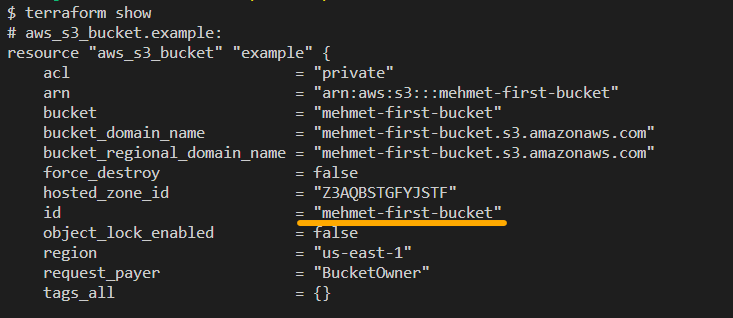 $ terraform show
# aws_s3_bucket.example:
resource "aws_s3_bucket" "example" {
    acl                         = "private"
    arn                         = "arn:aws:s3:::mehmet-first-bucket"
    bucket                      = "mehmet-first-bucket"
    bucket_domain_name          = "mehmet-first-bucket.s3.amazonaws.com"
    bucket_regional_domain_name = "mehmet-first-bucket.s3.amazonaws.com"
    force_destroy               = false
    hosted_zone_id              = "Z3AQBSTGFYJSTF"
    id                          = "mehmet-first-bucket"
    object_lock_enabled         = false
    region                      = "us-east-1"
    request_payer               = "BucketOwner"
    tags_all                    = {}